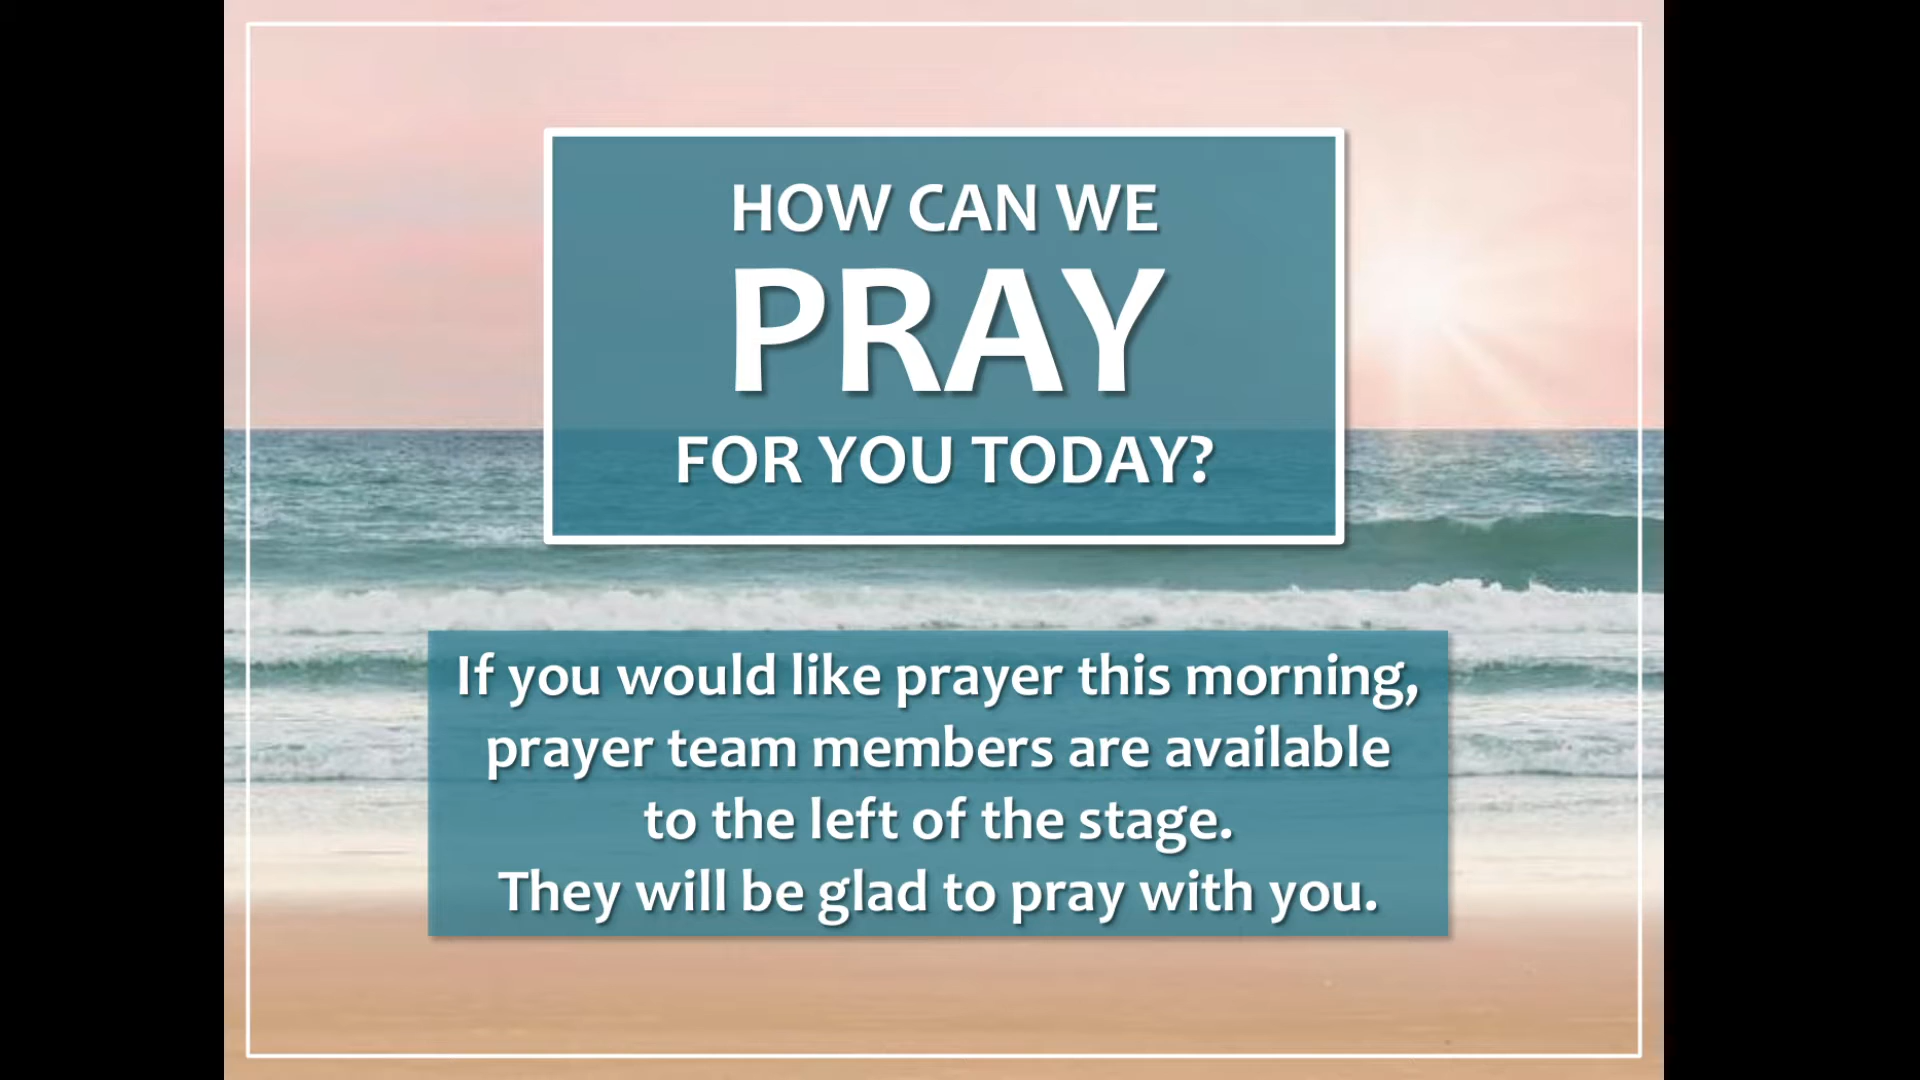 HOW CAN WE
PRAY
FOR YOU TODAY?
If you would like prayer this morning,
prayer team members are available
to the left of the stage.
They will be glad to pray with you.